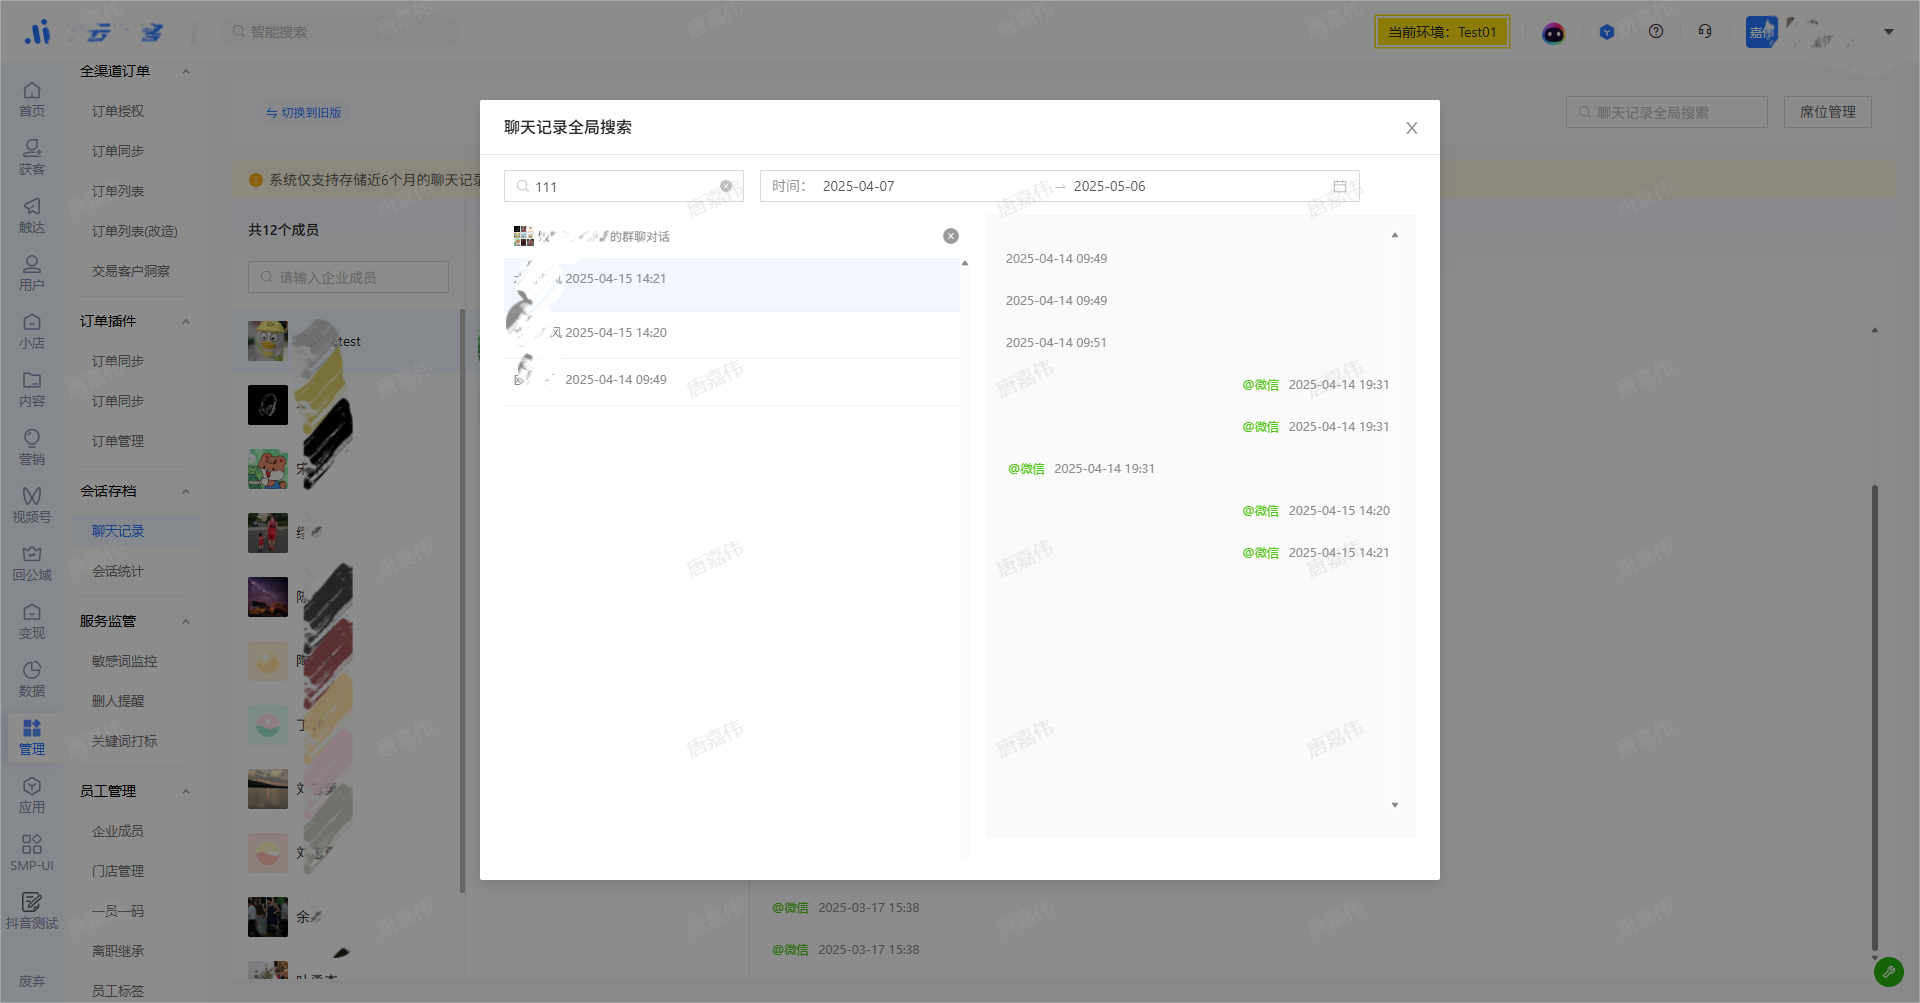 智能搜索
当前环境：Test01
嘉伟
首页
获客
触达
用户
小店
内容
营销
视频号
回公域
变现
数据
管理
应用
SMP-UI
抖音测试
废弃
全渠道订单
订单授权
订单同步
订单列表
订单列表(改造)
交易客户洞察
订单插件
订单同步
订单同步
订单管理
会话存档
聊天记录
会话统计
服务监管
敏感词监控
删人提醒
关键词打标
员工管理
企业成员
门店管理
一员一码
离职继承
员工标签
切换到旧版
聊天记录全局搜索
席位管理
系统仅支持存储近6个月的聊天记录
共12个成员
请输入企业成员
test
宋
陈
丁
刘
刘
余
聊天记录全局搜索
111
时间：
2025-04-07
2025-05-06
的群聊对话
风 2025-04-15 14:21
风 2025-04-15 14:20
2025-04-14 09:49
2025-04-14 09:49
2025-04-14 09:49
2025-04-14 09:51
@微信 2025-04-14 19:31
@微信 2025-04-14 19:31
@微信 2025-04-14 19:31
@微信 2025-04-15 14:20
@微信 2025-04-15 14:21
@微信 2025-03-17 15:38
@微信 2025-03-17 15:38
唐嘉伟